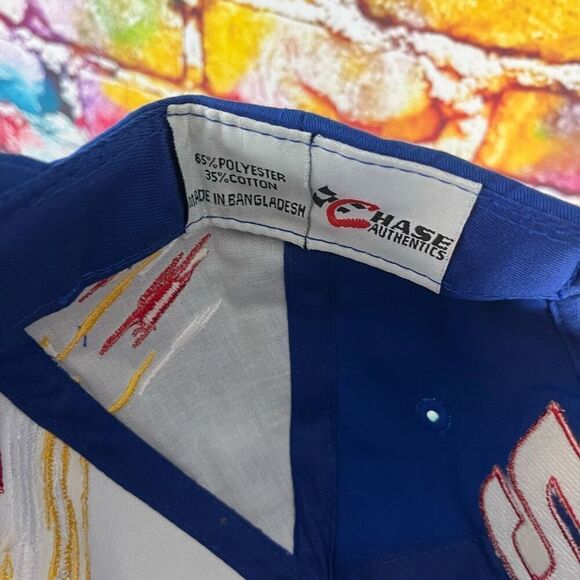 65% POLYESTER
35% COTTON
MADE IN BANGLADESH
CHASE
AUTHENTICS